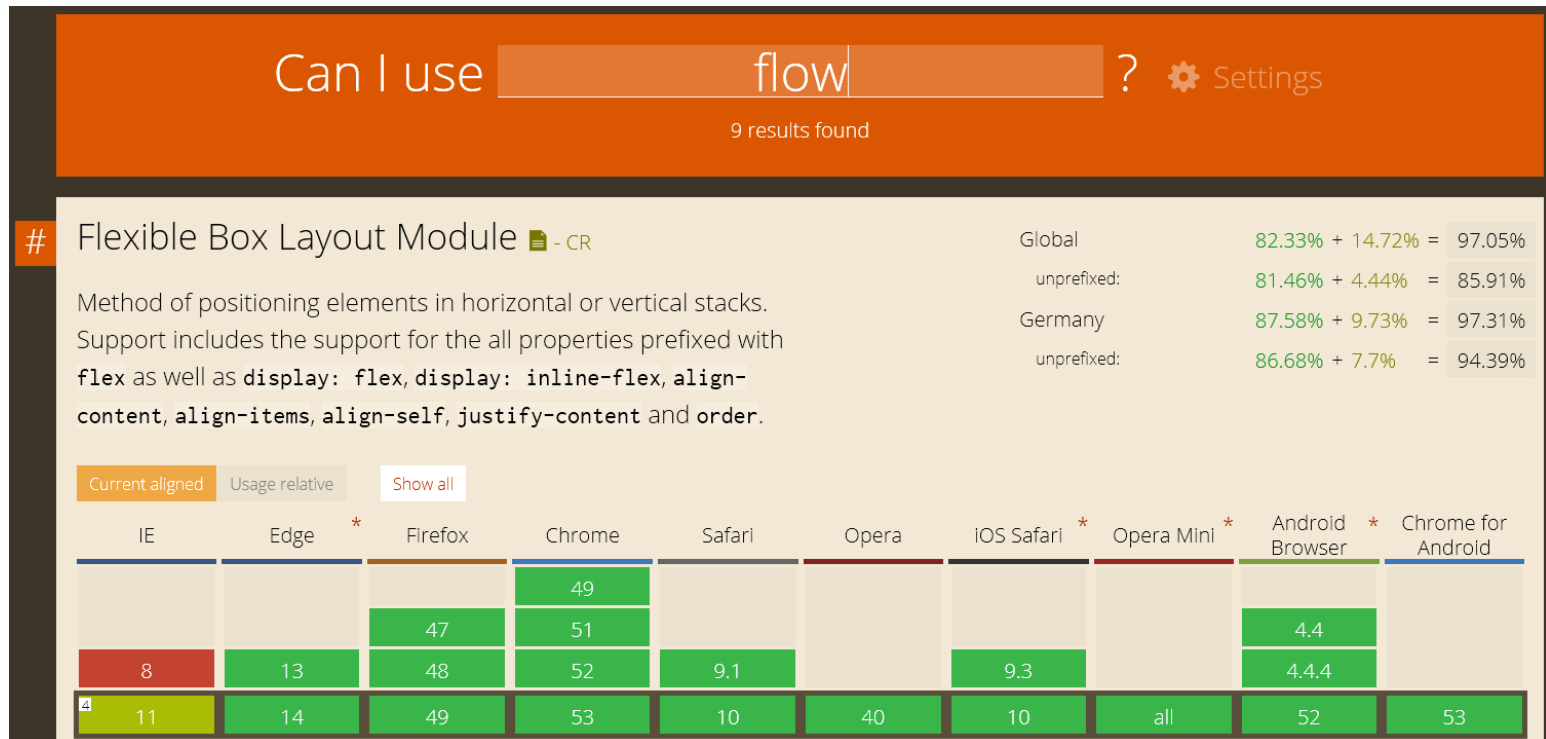 Can I use flow ? Settings
9 results found
#
Flexible Box Layout Module - CR
Method of positioning elements in horizontal or vertical stacks.
Support includes the support for the all properties prefixed with
flex as well as display: flex, display: inline-flex, align-
content, align-items, align-self, justify-content and order.
Global 82.33% + 14.72% = 97.05%
unprefixed: 81.46% + 4.44% = 85.91%
Germany 87.58% + 9.73% = 97.31%
unprefixed: 86.68% + 7.7% = 94.39%
Current aligned Usage relative Show all
IE Edge * Firefox Chrome Safari Opera iOS Safari * Opera Mini * Android Browser * Chrome for Android
49
47 51 4.4
8 13 48 52 9.1 9.3 4.4.4
4 11 14 49 53 10 40 10 all 52 53